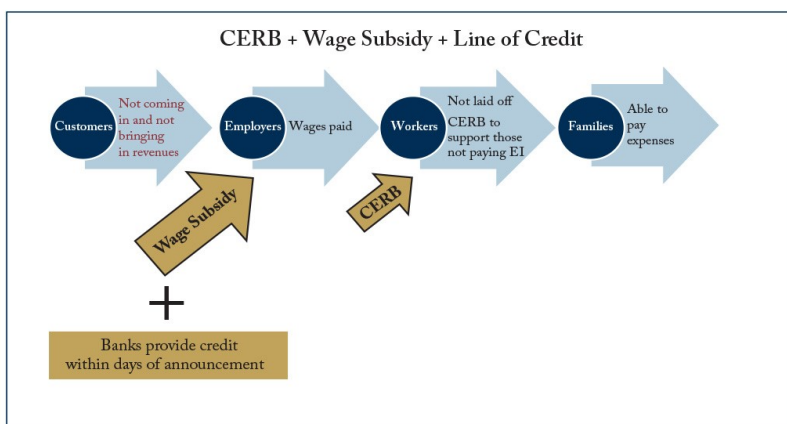 CERB + Wage Subsidy + Line of Credit
Customers
Not coming
in and not
bringing
in revenues
Employers
Wages paid
Workers
Not laid off
CERB to
support those
not paying EI
Families
Able to
pay
expenses
Wage Subsidy
CERB
+
Banks provide credit
within days of announcement